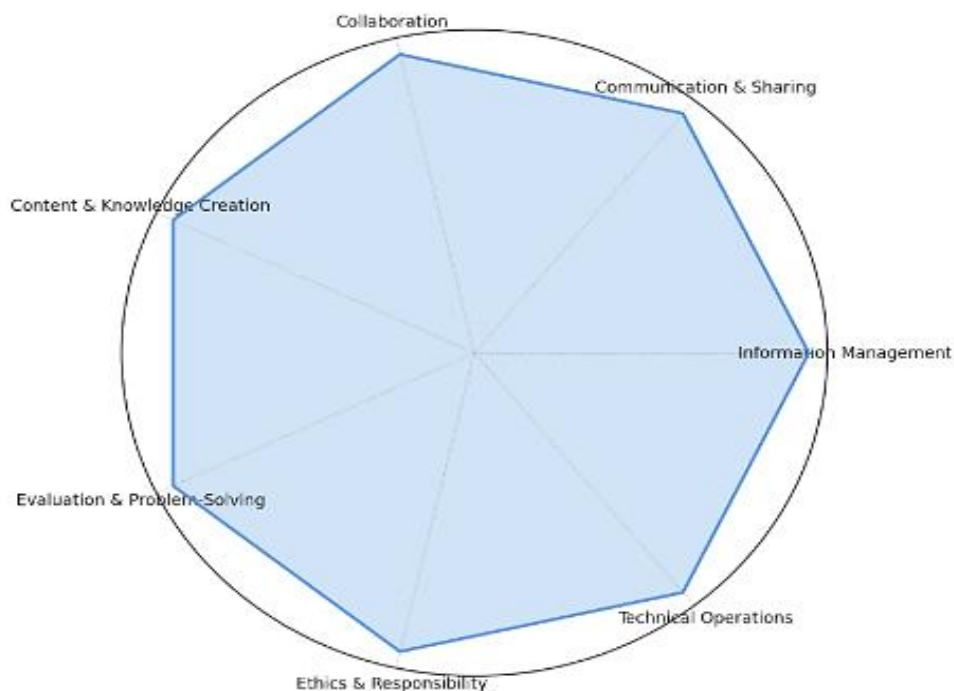 Collaboration
Communication & Sharing
Content & Knowledge Creation
Information Management
Evaluation & Problem-Solving
Technical Operations
Ethics & Responsibility